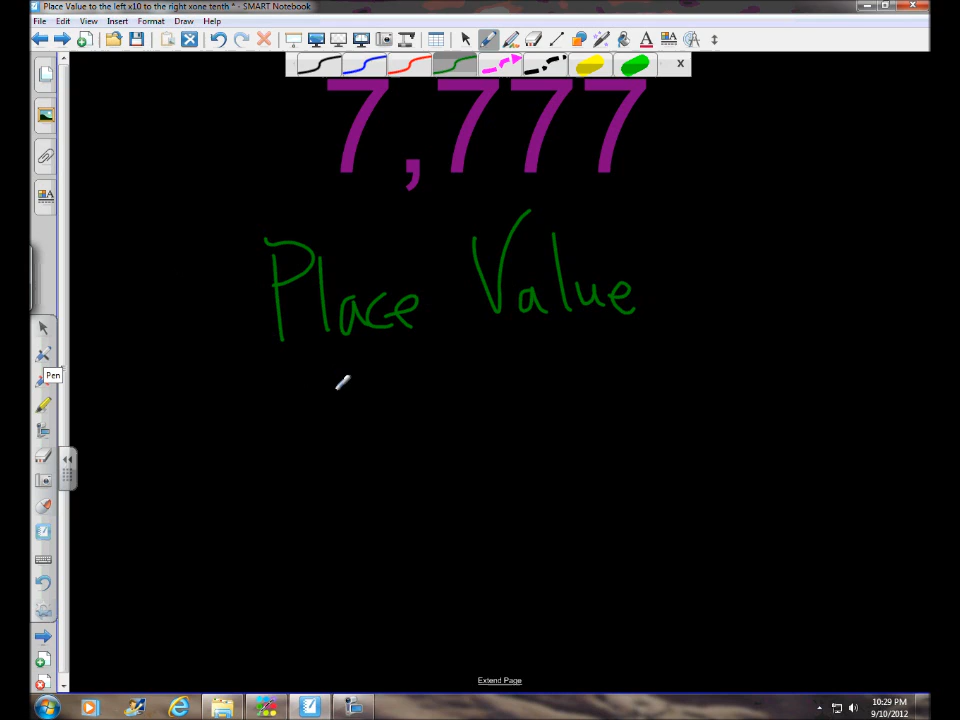 Place Value to the left x10 to the right xone tenth * - SMART Notebook
File Edit View Insert Format Draw Help
X
7,777
Place Value
Pen
Extend Page
10:29 PM
9/10/2012